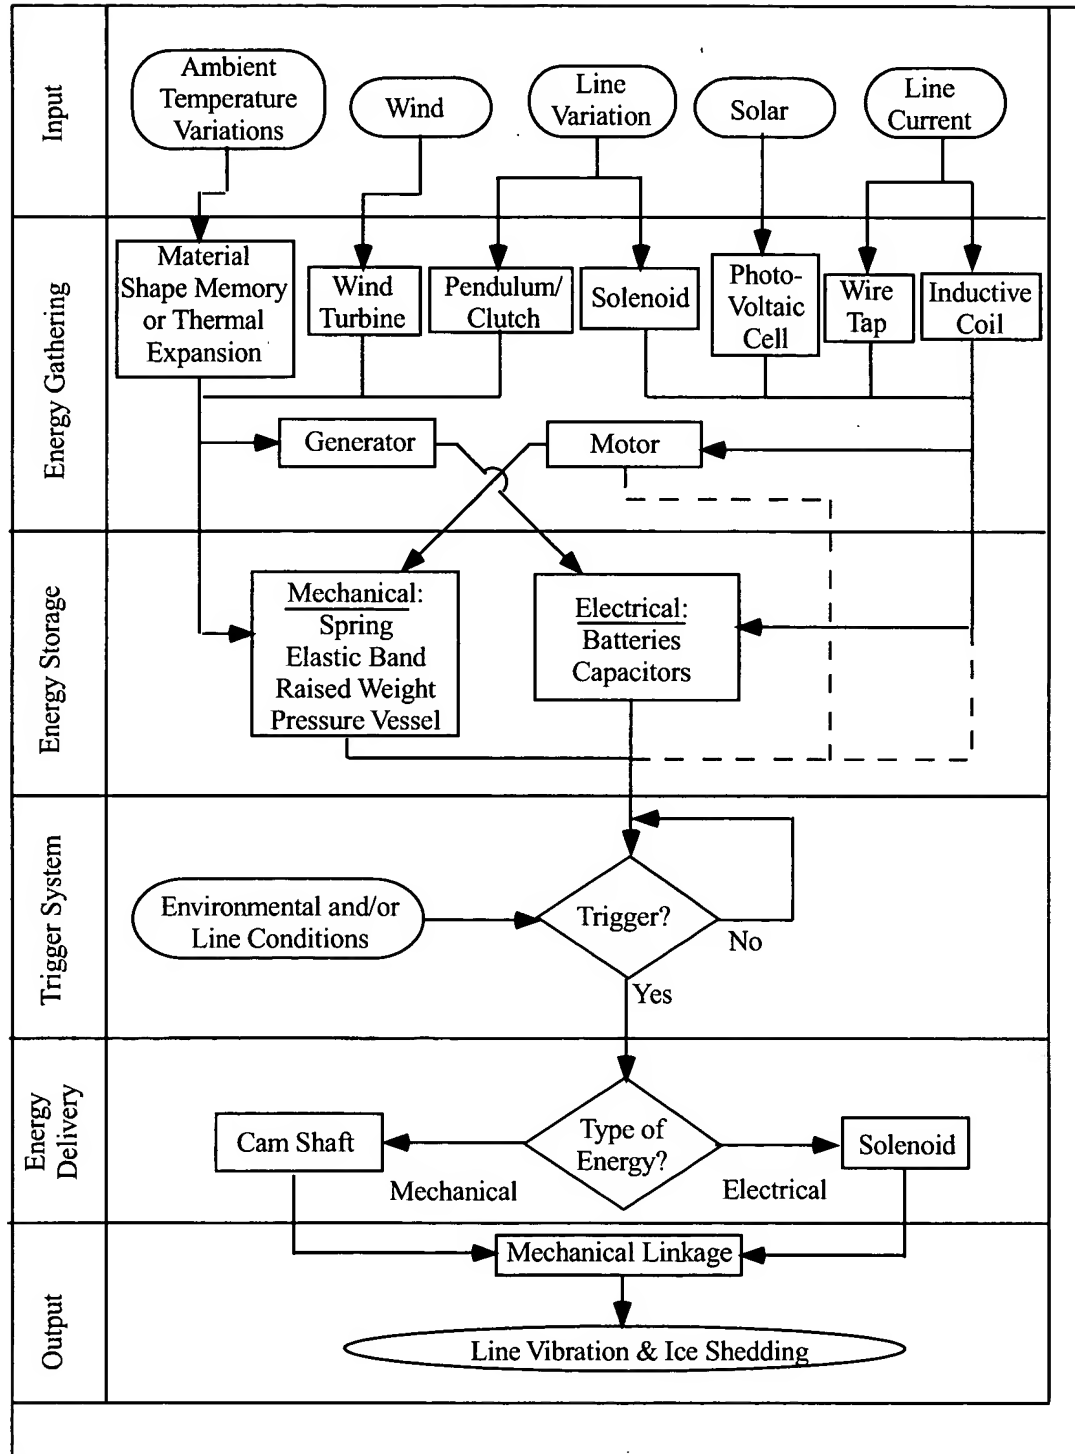 Input
Ambient
Temperature
Variations
Wind
Line
Variation
Solar
Line
Current
Energy Gathering
Material
Shape Memory
or Thermal
Expansion
Wind
Turbine
Pendulum/
Clutch
Solenoid
Photo-
Voltaic
Cell
Wire
Tap
Inductive
Coil
Generator
Motor
Energy Storage
Mechanical:
Spring
Elastic Band
Raised Weight
Pressure Vessel
Electrical:
Batteries
Capacitors
Trigger System
Environmental and/or
Line Conditions
Trigger?
No
Yes
Energy
Delivery
Cam Shaft
Type of
Energy?
Solenoid
Mechanical
Electrical
Output
Mechanical Linkage
Line Vibration & Ice Shedding